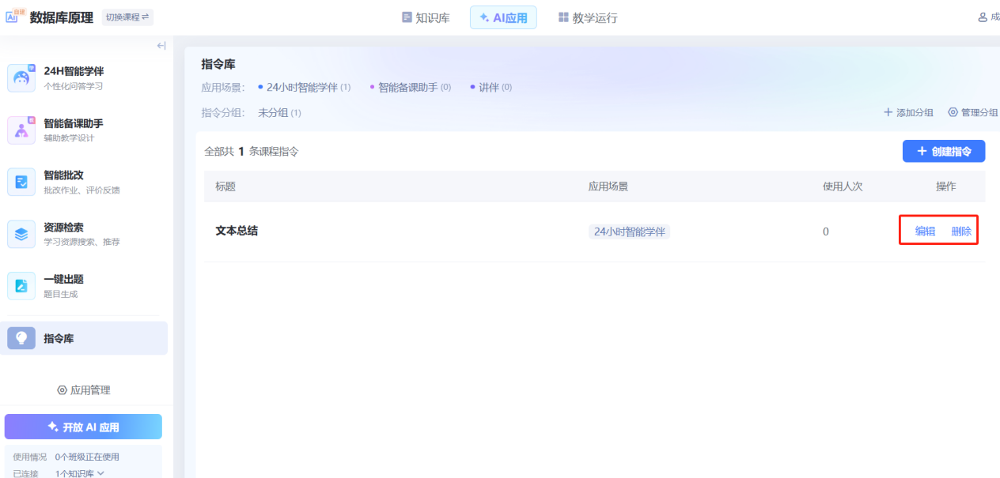 AI 自建 数据库原理 切换课程 知识库 AI应用 教学运行 成
24H智能学伴
学
个性化问答学习
智能备课助手
教
辅助教学设计
智能批改
批改作业、评价反馈
资源检索
学习资源搜索、推荐
一键出题
题目生成
指令库
应用管理
开放 AI 应用
使用情况 0个班级正在使用
已连接 1个知识库
指令库
应用场景: 24小时智能学伴 (1) 智能备课助手 (0) 讲伴 (0)
指令分组: 未分组 (1) 添加分组 管理分组
全部共 1 条课程指令 创建指令
标题 应用场景 使用人次 操作
文本总结 24小时智能学伴 0 编辑 删除